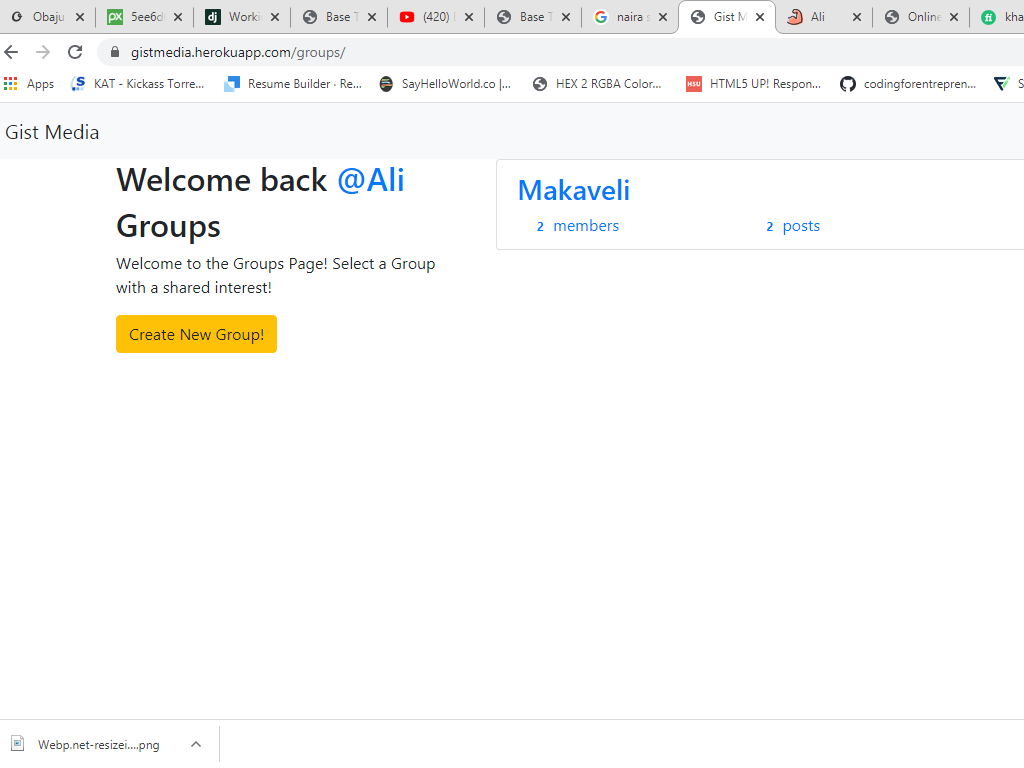 Obaju
5ee6d
Worki
Base T
(420)
Base T
naira s
Gist M
Ali
Online
kha
gistmedia.herokuapp.com/groups/
Apps
KAT - Kickass Torre...
Resume Builder · Re...
SayHelloWorld.co |...
HEX 2 RGBA Color...
HSU
HTML5 UP! Respon...
codingforentrepren...
S
Gist Media
Welcome back @Ali
Groups
Welcome to the Groups Page! Select a Group
with a shared interest!
Create New Group!
Makaveli
2 members
2 posts
Webp.net-resizei....png